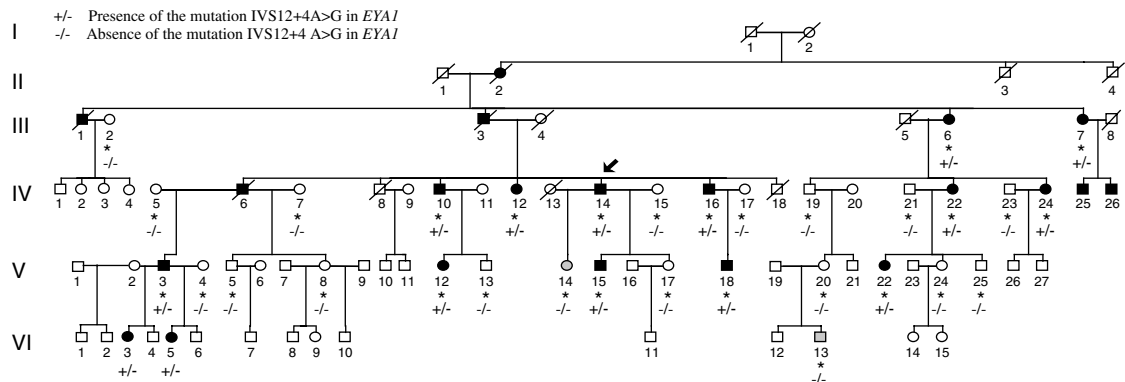 +/- Presence of the mutation IVS12+4A>G in EYA1
-/- Absence of the mutation IVS12+4 A>G in EYA1
I
1 2
II
1 2 3 4
III
1 2 3 4 5 6 7 8
* * *
-/- +/- +/-
IV
1 2 3 4 5 6 7 8 9 10 11 12 13 14 15 16 17 18 19 20 21 22 23 24 25 26
* * * * * * * * * * * * *
-/- -/- +/- +/- +/- -/- +/- -/- -/- -/- +/- -/- +/-
V
1 2 3 4 5 6 7 8 9 10 11 12 13 14 15 16 17 18 19 20 21 22 23 24 25 26 27
* * * * * * * * * * * * * *
+/- -/- -/- -/- +/- -/- -/- +/- -/- +/- -/- +/- -/- -/-
VI
1 2 3 4 5 6 7 8 9 10 11 12 13 14 15
*
+/- +/- -/-